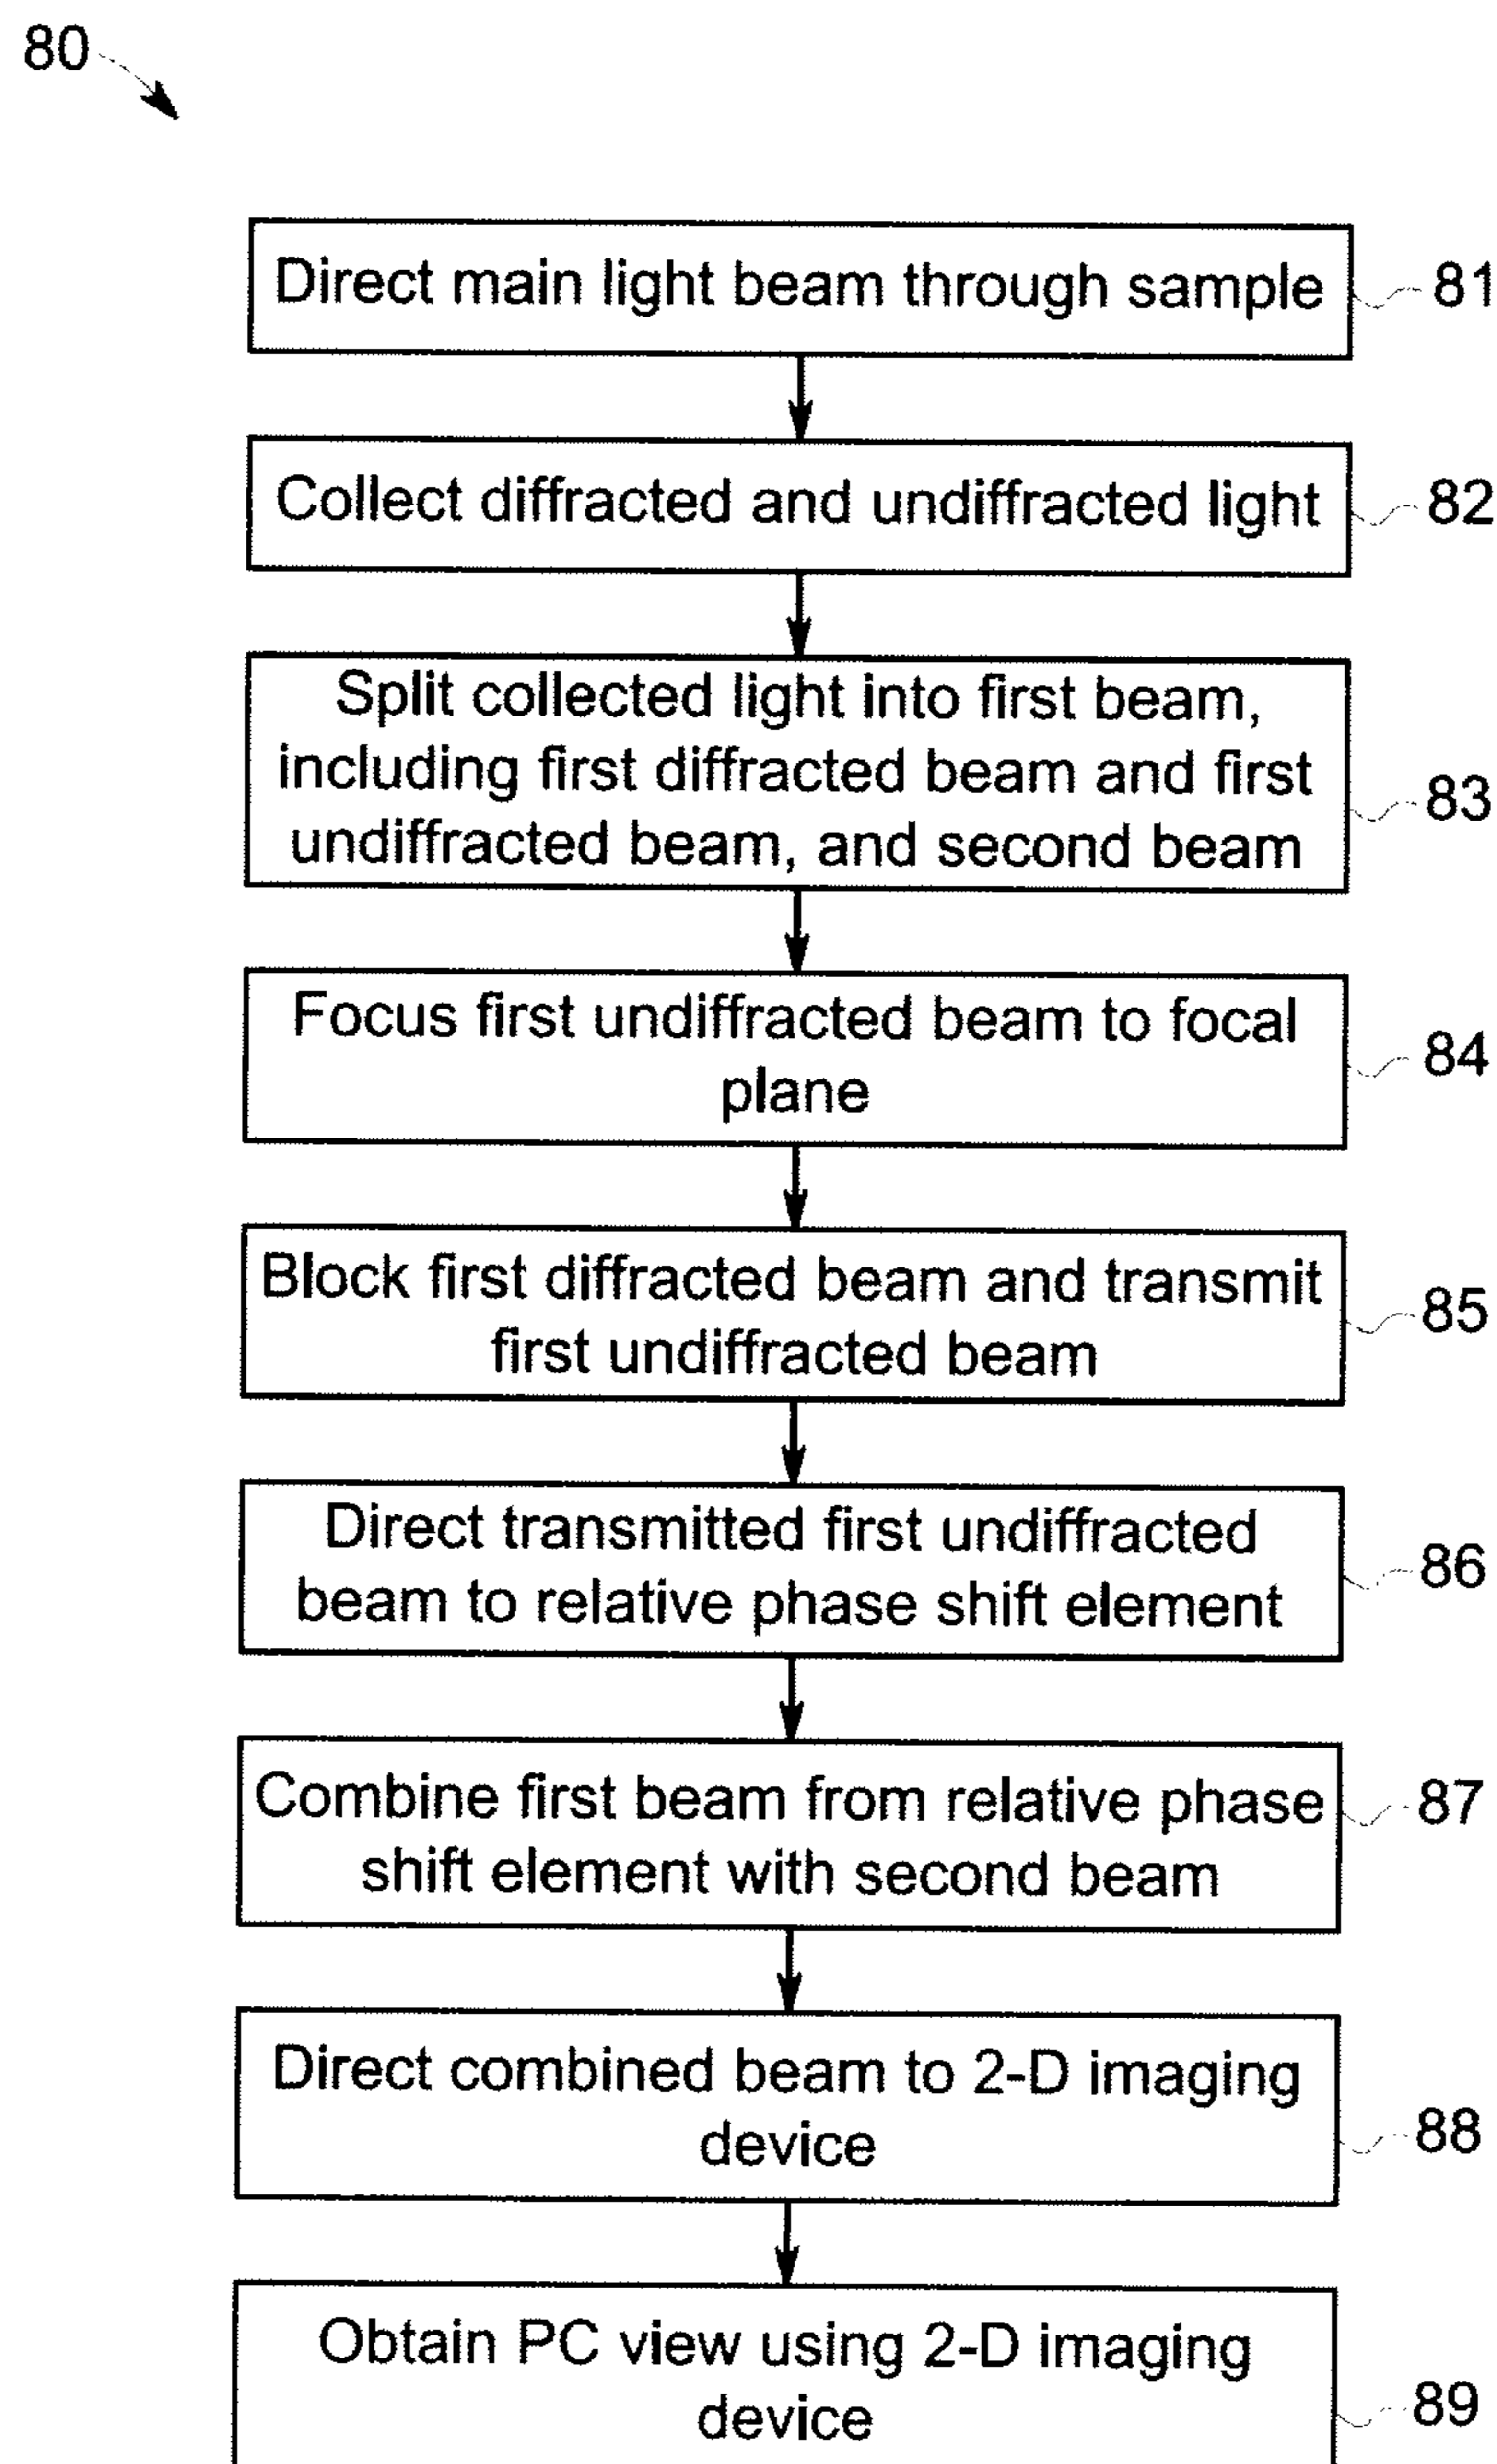 80
Direct main light beam through sample
81
Collect diffracted and undiffracted light
82
Split collected light into first beam,
including first diffracted beam and first
undiffracted beam, and second beam
83
Focus first undiffracted beam to focal
plane
84
Block first diffracted beam and transmit
first undiffracted beam
85
Direct transmitted first undiffracted
beam to relative phase shift element
86
Combine first beam from relative phase
shift element with second beam
87
Direct combined beam to 2-D imaging
device
88
Obtain PC view using 2-D imaging
device
89